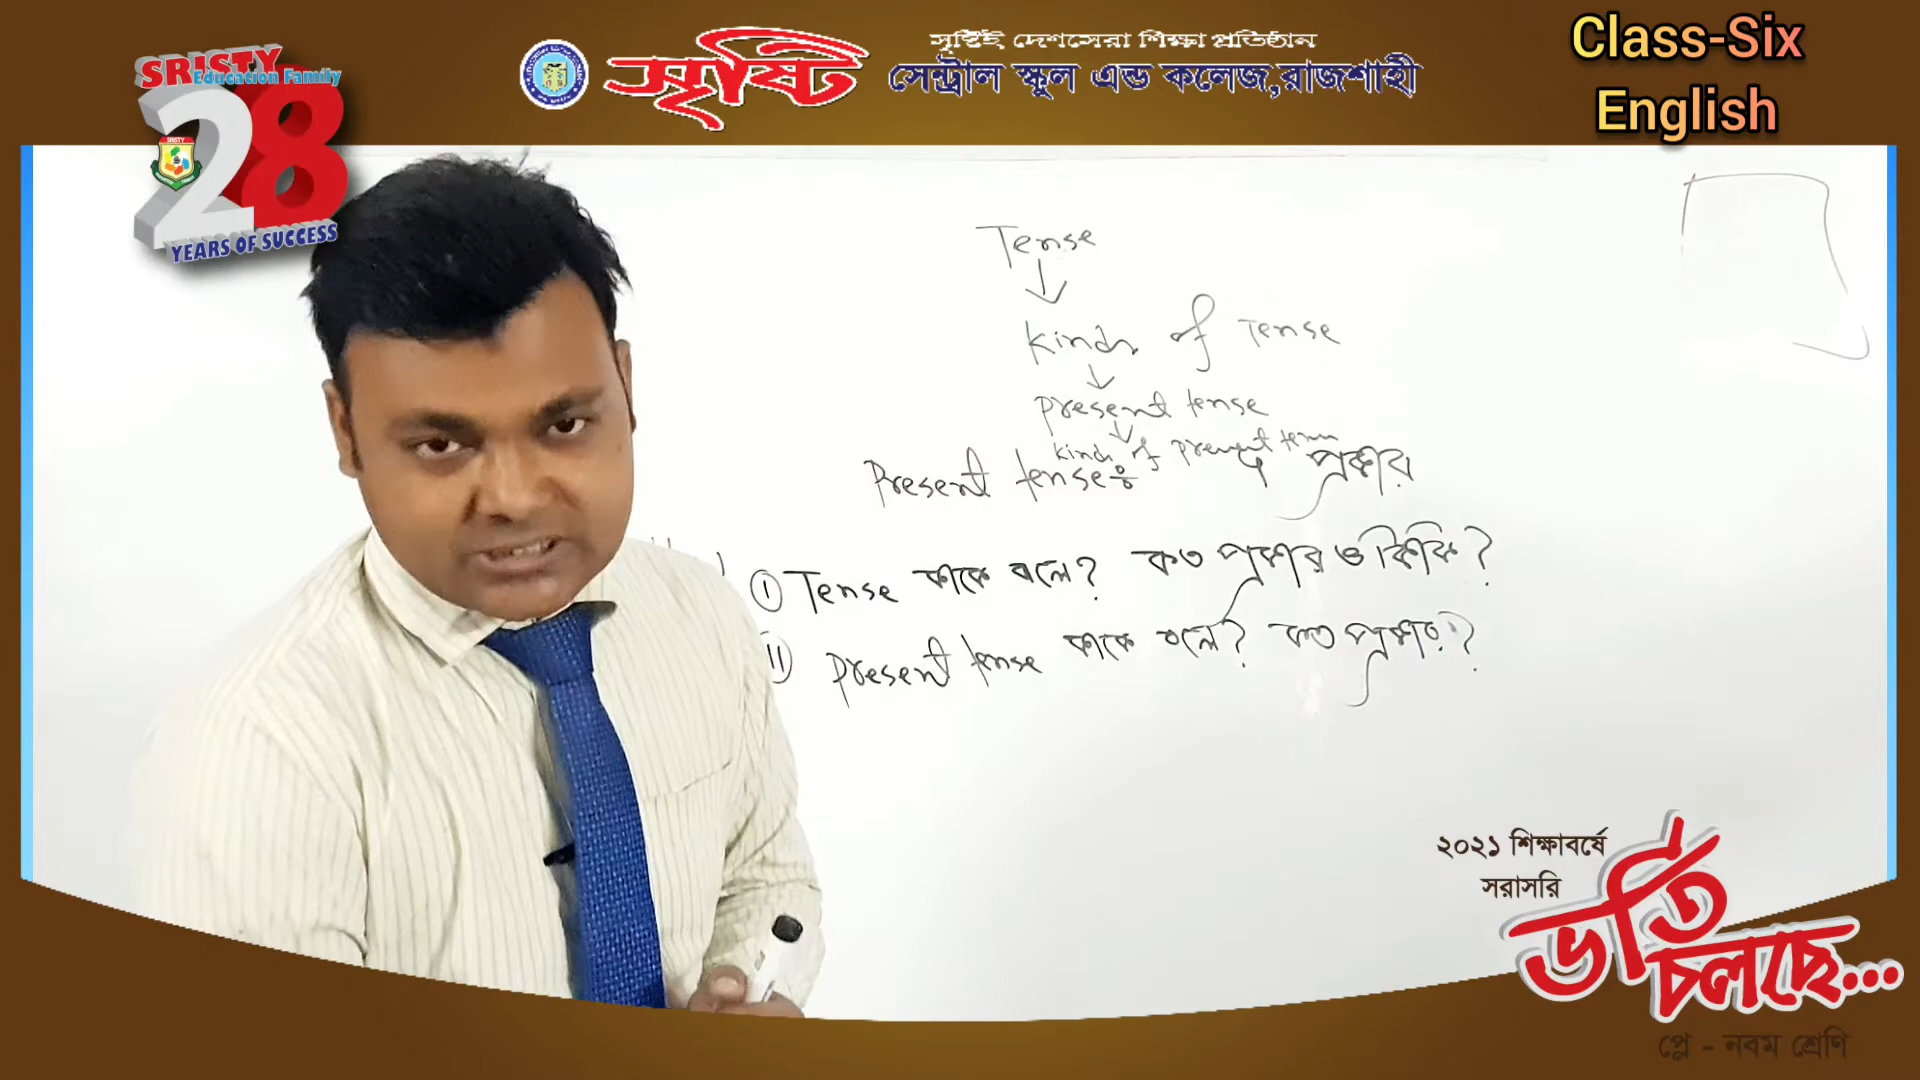 SRISTY
Education Family
28
SRISTY
YEARS OF SUCCESS
সৃষ্টি
সৃষ্টিই দেশসেরা শিক্ষা প্রতিষ্ঠান
সেন্ট্রাল স্কুল এন্ড কলেজ,রাজশাহী
Class-Six
English
Tense
Kinds of Tense
present tense
kinds of present tense
Present tense ঃ প্রকার
① Tense কাকে বলে? কত প্রকার ও কিকি?
II present tense কাকে বলে? কত প্রকার?
২০২১ শিক্ষাবর্ষে
সরাসরি
ভর্তি
চলছে...
প্লে - নবম শ্রেণি